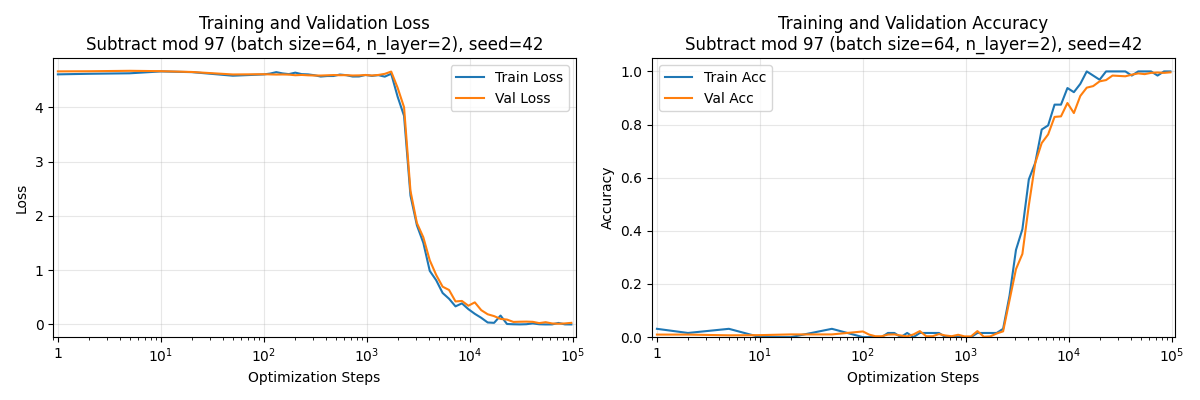 Training and Validation Loss
Subtract mod 97 (batch size=64, n_layer=2), seed=42
Train Loss
Val Loss
Loss
4
3
2
1
0
1
10^1
10^2
10^3
10^4
10^5
Optimization Steps
Training and Validation Accuracy
Subtract mod 97 (batch size=64, n_layer=2), seed=42
Train Acc
Val Acc
Accuracy
1.0
0.8
0.6
0.4
0.2
0.0
1
10^1
10^2
10^3
10^4
10^5
Optimization Steps